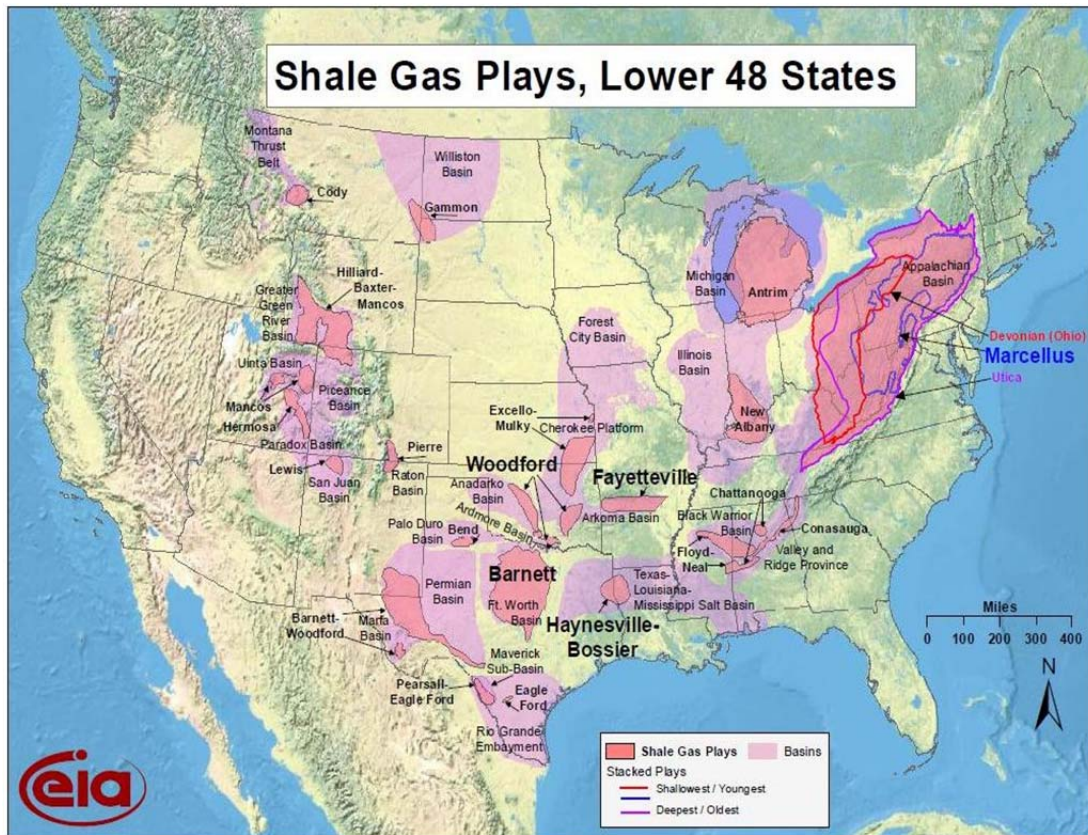 Shale Gas Plays, Lower 48 States
Montana
Thrust
Belt
Cody
Williston
Basin
Gammon
Hilliard-
Baxter-
Mancos
Greater
Green
River
Basin
Uinta Basin
Piceance
Basin
Mancos
Hermosa
Paradox Basin
Lewis
San Juan
Basin
Pierre
Raton
Basin
Michigan
Basin
Antrim
Forest
City Basin
Illinois
Basin
New
Albany
Appalachian
Basin
Devonian (Ohio)
Marcellus
Utica
Excello-
Mulky
Cherokee Platform
Woodford
Anadarko
Basin
Ardmore Basin
Palo Duro
Basin
Bend
Fayetteville
Arkoma Basin
Chattanooga
Black Warrior
Basin
Conasauga
Floyd-
Neal
Valley and
Ridge Province
Permian
Basin
Barnett
Ft. Worth
Basin
Texas-
Louisiana-
Mississippi Salt Basin
Haynesville-
Bossier
Barnett-
Woodford
Marfa
Basin
Maverick
Sub-Basin
Pearsall-
Eagle Ford
Eagle
Ford
Rio Grande
Embayment
Miles
0 100 200 300 400
N
Shale Gas Plays
Basins
Stacked Plays
Shallowest / Youngest
Deepest / Oldest
eia